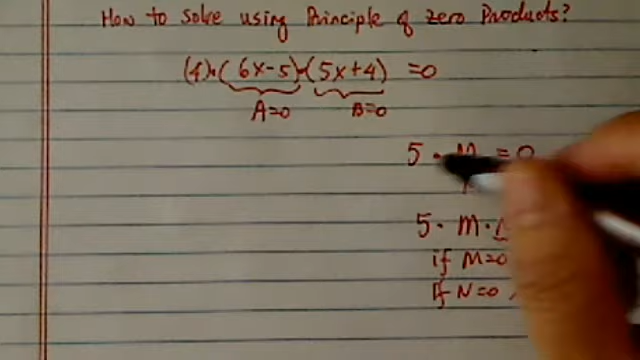 How to solve using Principle of zero Products?
(4)·(6x-5)·(5x+4) =0
A=0 B=0
5 · M = 0
5 · M ·
if M=0
If N=0